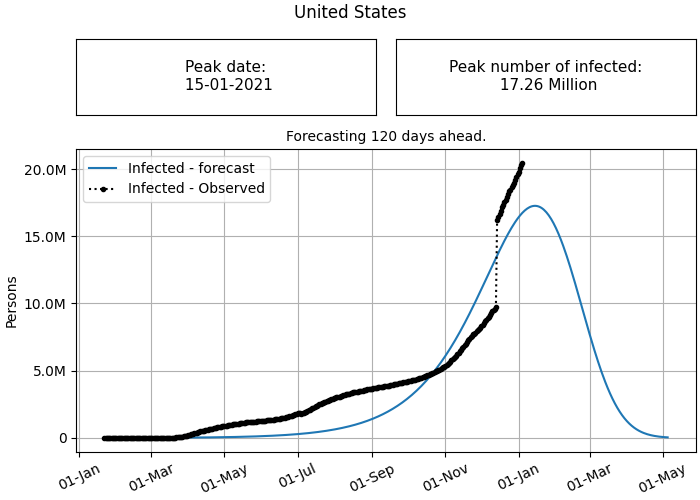 United States
Peak date:
15-01-2021
Peak number of infected:
17.26 Million
Forecasting 120 days ahead.
Infected - forecast
Infected - Observed
Persons
20.0M
15.0M
10.0M
5.0M
0
01-Jan
01-Mar
01-May
01-Jul
01-Sep
01-Nov
01-Jan
01-Mar
01-May